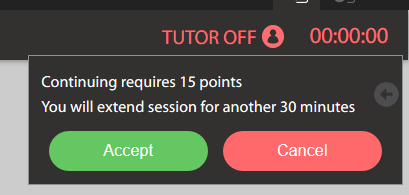 TUTOR OFF 00:00:00
Continuing requires 15 points
You will extend session for another 30 minutes
Accept Cancel